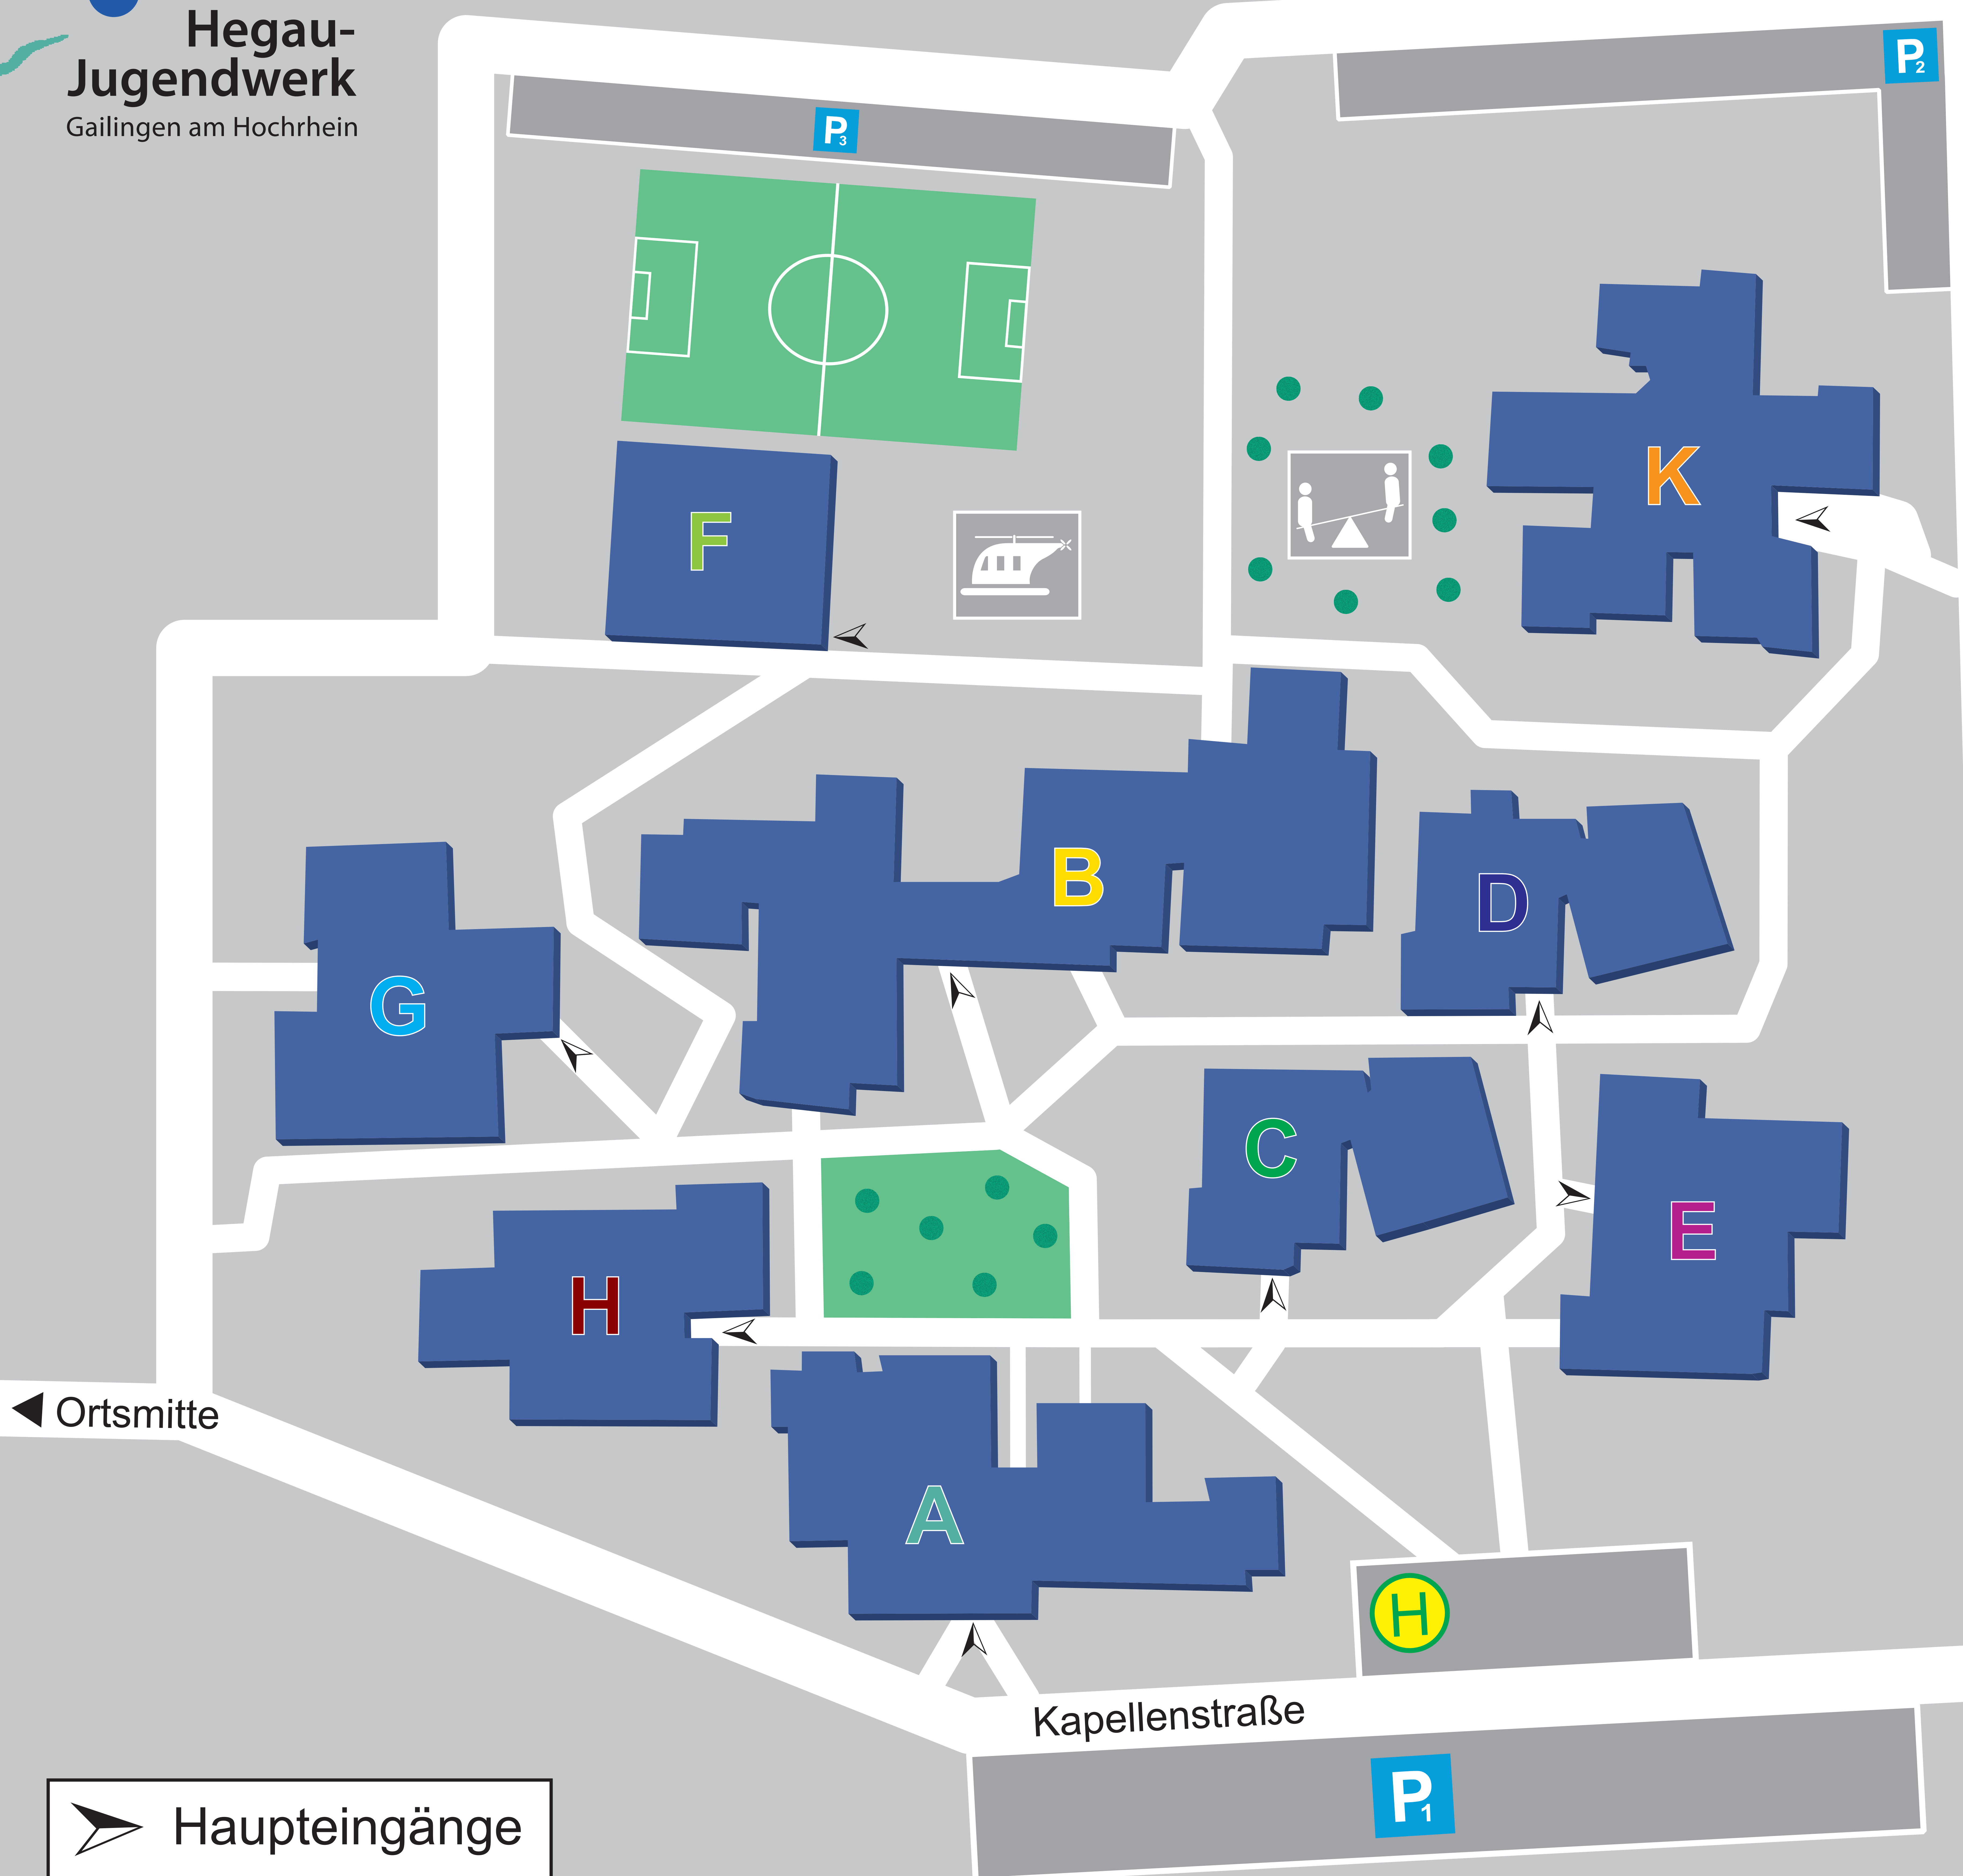 Hegau-
Jugendwerk
Gailingen am Hochrhein
P2
P3
K
F
B
D
G
C
E
H
Ortsmitte
A
H
Kapellenstraße
P1
Haupteingänge